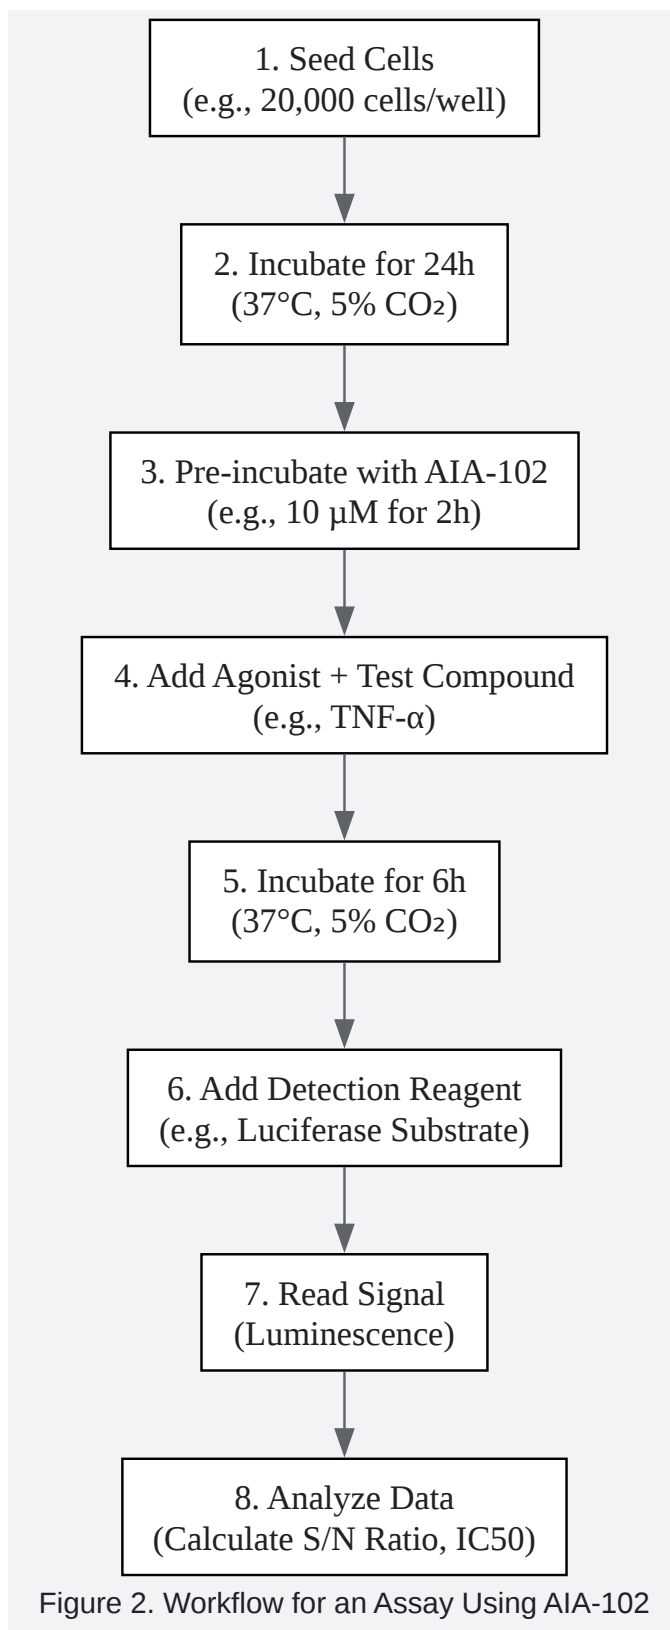 1. Seed Cells
(e.g., 20,000 cells/well)
2. Incubate for 24h
(37°C, 5% CO₂)
3. Pre-incubate with AIA-102
(e.g., 10 µM for 2h)
4. Add Agonist + Test Compound
(e.g., TNF-α)
5. Incubate for 6h
(37°C, 5% CO₂)
6. Add Detection Reagent
(e.g., Luciferase Substrate)
7. Read Signal
(Luminescence)
8. Analyze Data
(Calculate S/N Ratio, IC50)
Figure 2. Workflow for an Assay Using AIA-102